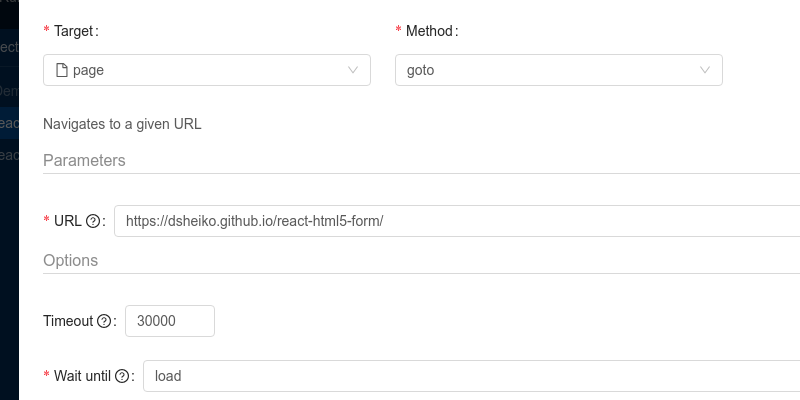 * Target:
* Method:
page
goto
Navigates to a given URL
Parameters
* URL ?:
https://dsheiko.github.io/react-html5-form/
Options
Timeout ?:
30000
* Wait until ?:
load